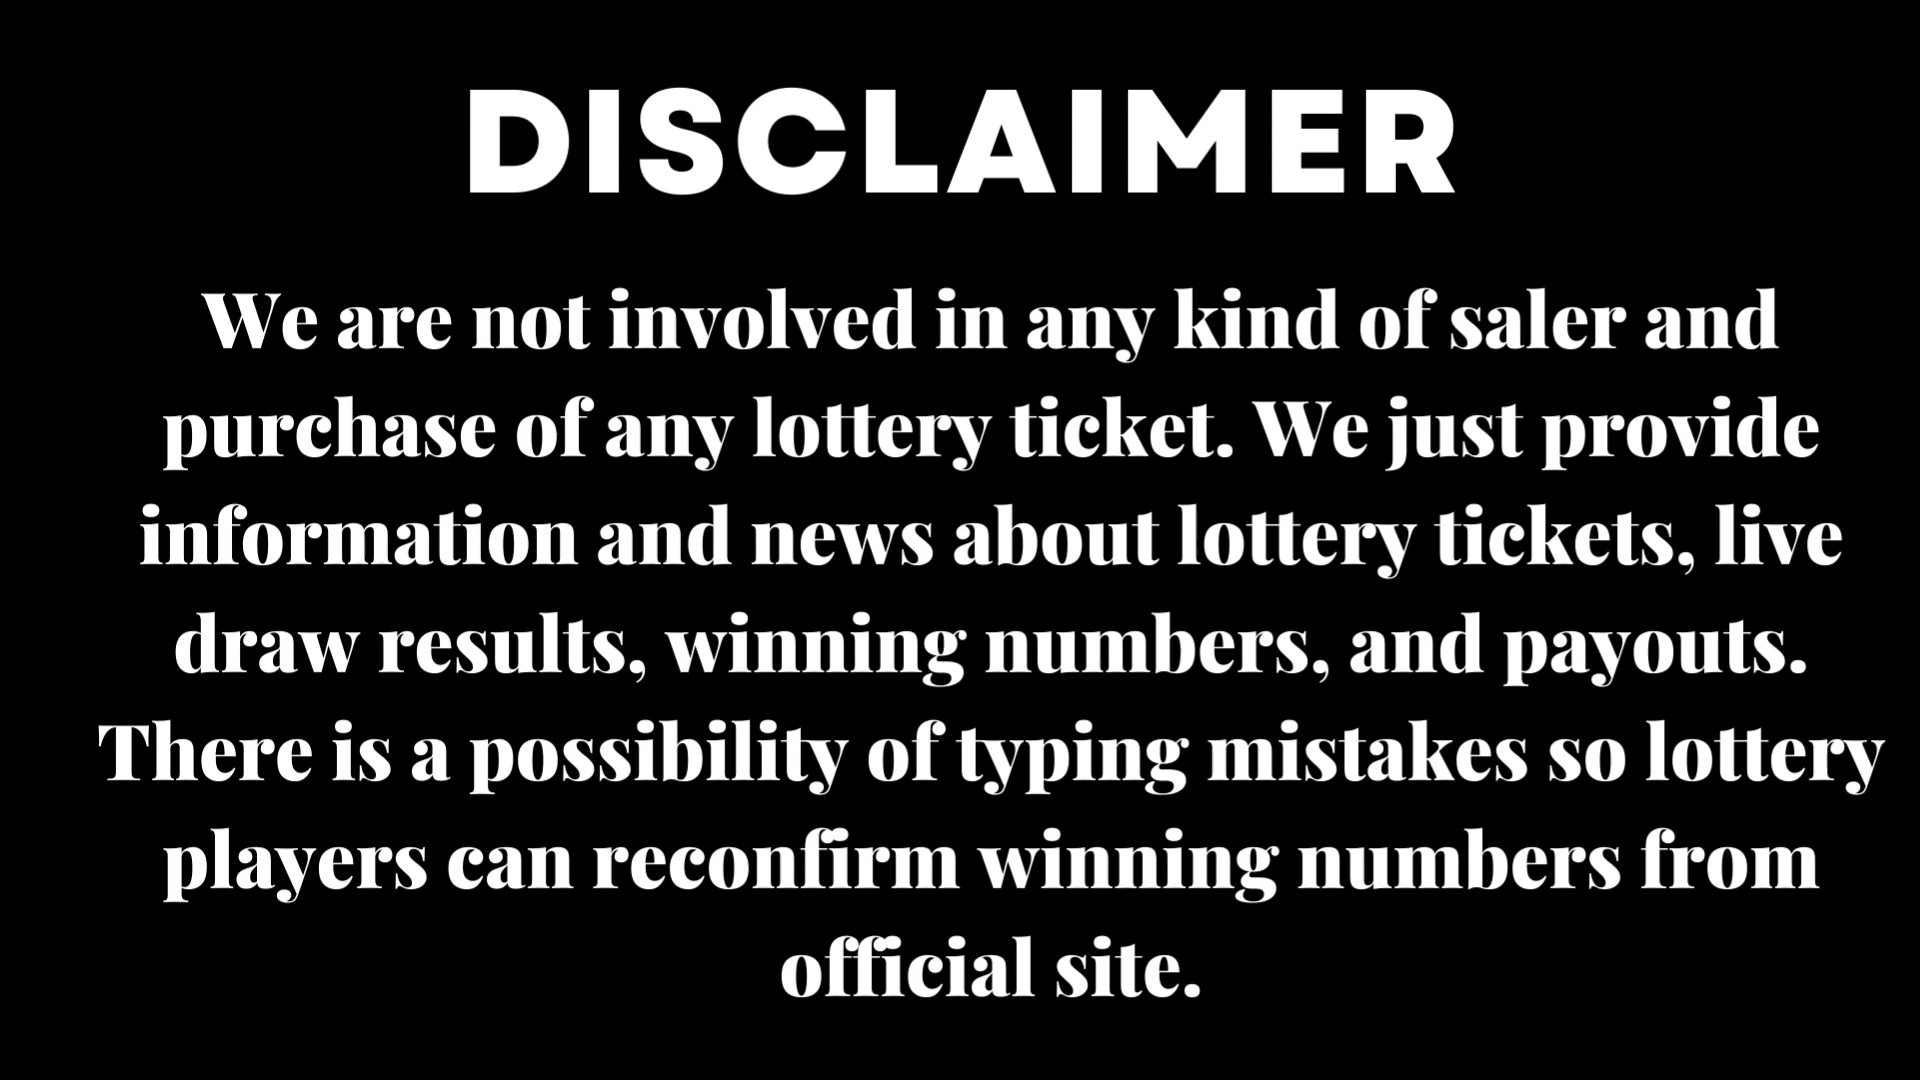 DISCLAIMER
We are not involved in any kind of saler and
purchase of any lottery ticket. We just provide
information and news about lottery tickets, live
draw results, winning numbers, and payouts.
There is a possibility of typing mistakes so lottery
players can reconfirm winning numbers from
official site.